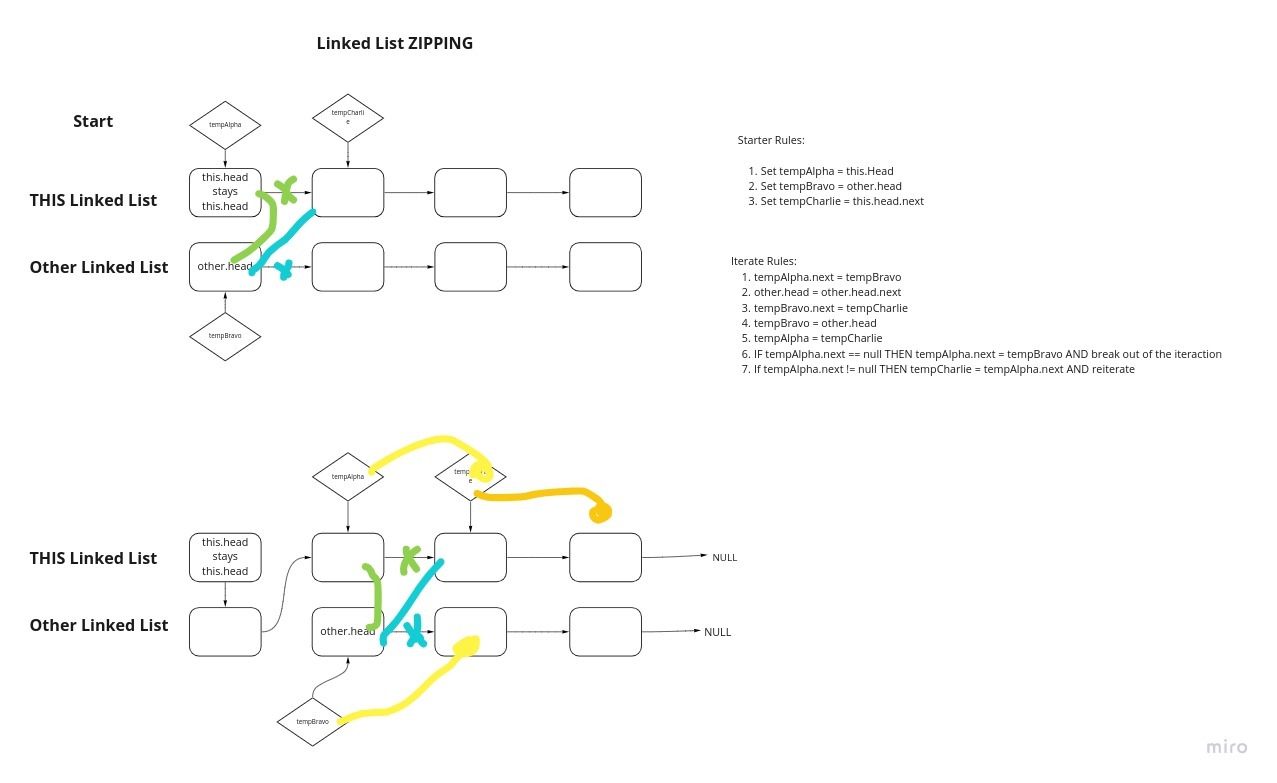 Linked List ZIPPING
Start
tempAlpha
tempCharli
e
THIS Linked List
this.head
stays
this.head
Other Linked List
other.head
tempBravo
Starter Rules:
1. Set tempAlpha = this.Head
2. Set tempBravo = other.head
3. Set tempCharlie = this.head.next
Iterate Rules:
1. tempAlpha.next = tempBravo
2. other.head = other.head.next
3. tempBravo.next = tempCharlie
4. tempBravo = other.head
5. tempAlpha = tempCharlie
6. IF tempAlpha.next == null THEN tempAlpha.next = tempBravo AND break out of the iteraction
7. If tempAlpha.next != null THEN tempCharlie = tempAlpha.next AND reiterate
tempAlpha
e
THIS Linked List
this.head
stays
this.head
NULL
Other Linked List
other.head
NULL
tempBravo
miro